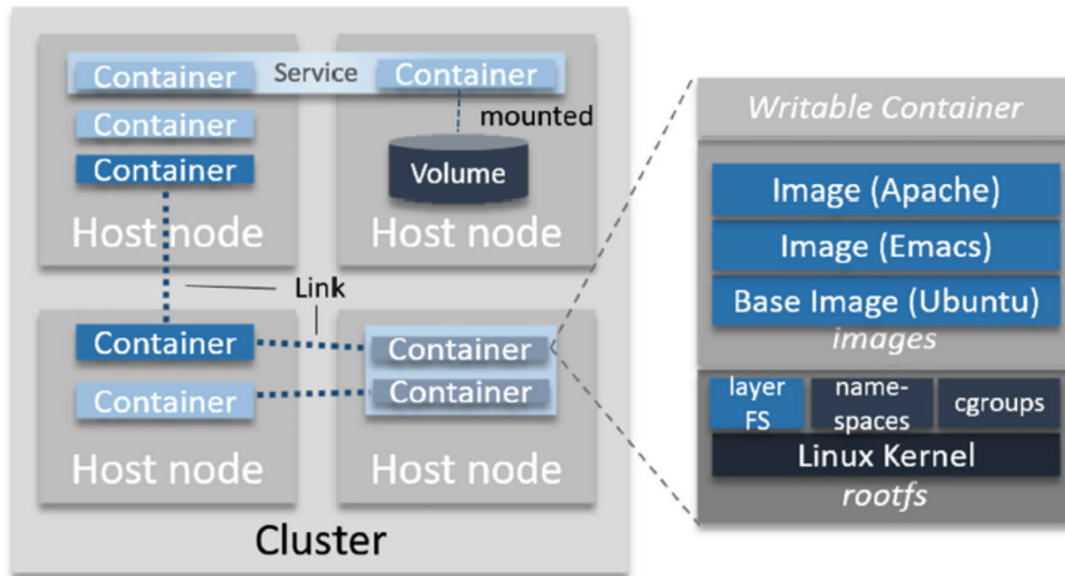 Container Service Container
Container
mounted
Container
Volume
Host node
Host node
Link
Container
Container
Container
Container
Host node
Host node
Cluster
Writable Container
Image (Apache)
Image (Emacs)
Base Image (Ubuntu)
images
layer
FS
name-
spaces
cgroups
Linux Kernel
rootfs